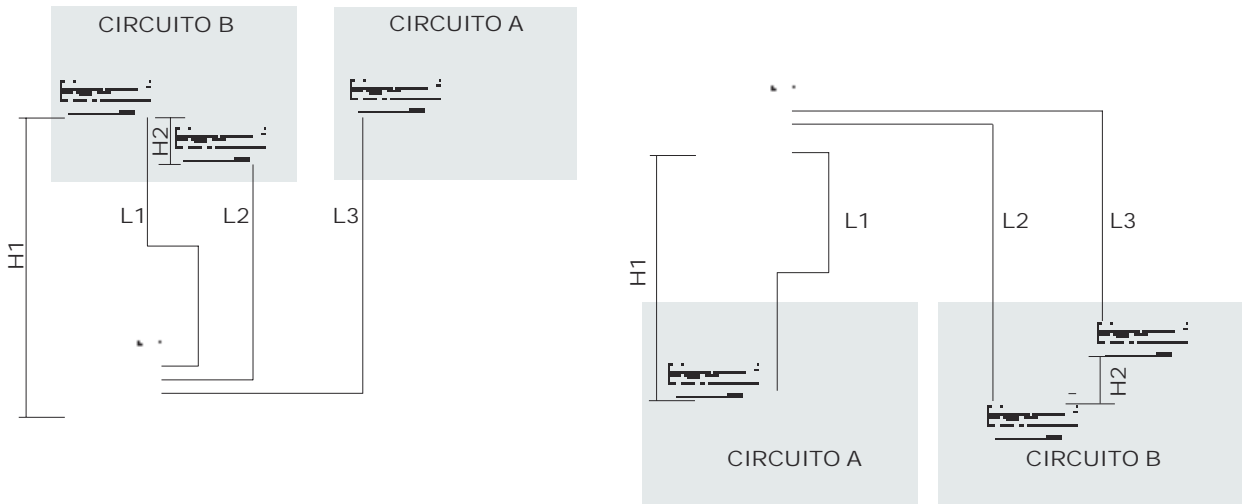 CIRCUITO B
CIRCUITO A
H2
L1
L2
L3
H1
L1
L2
L3
H1
H2
CIRCUITO A
CIRCUITO B